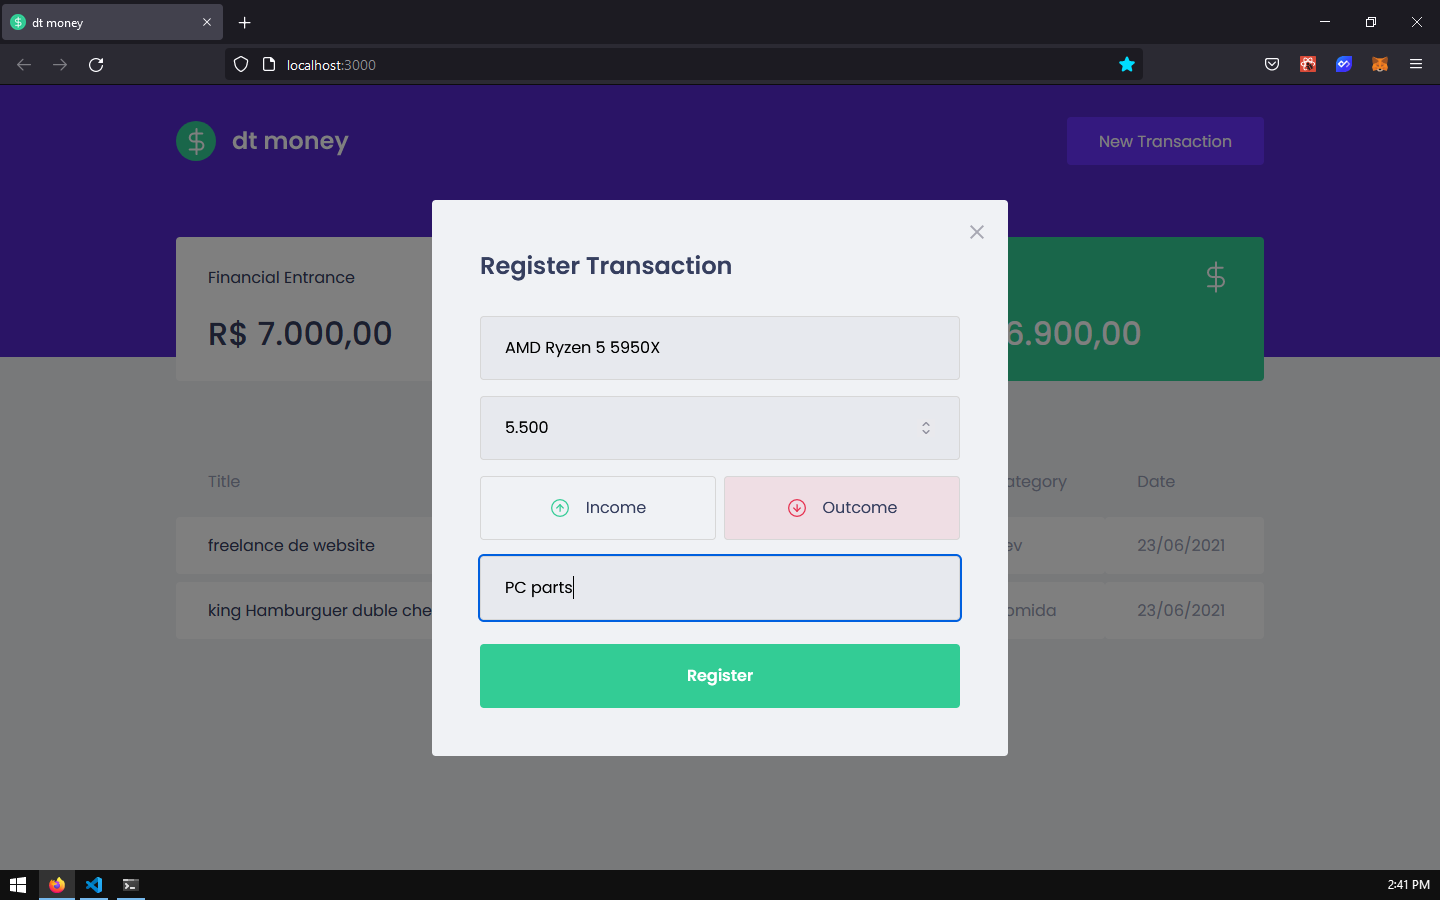 dt money
localhost:3000
dt money
New Transaction
Financial Entrance
R$ 7.000,00
6.900,00
Register Transaction
AMD Ryzen 5 5950X
5.500
Income
Outcome
PC parts
Register
Title
ategory
Date
freelance de website
ev
23/06/2021
king Hamburguer duble che
omida
23/06/2021
2:41 PM